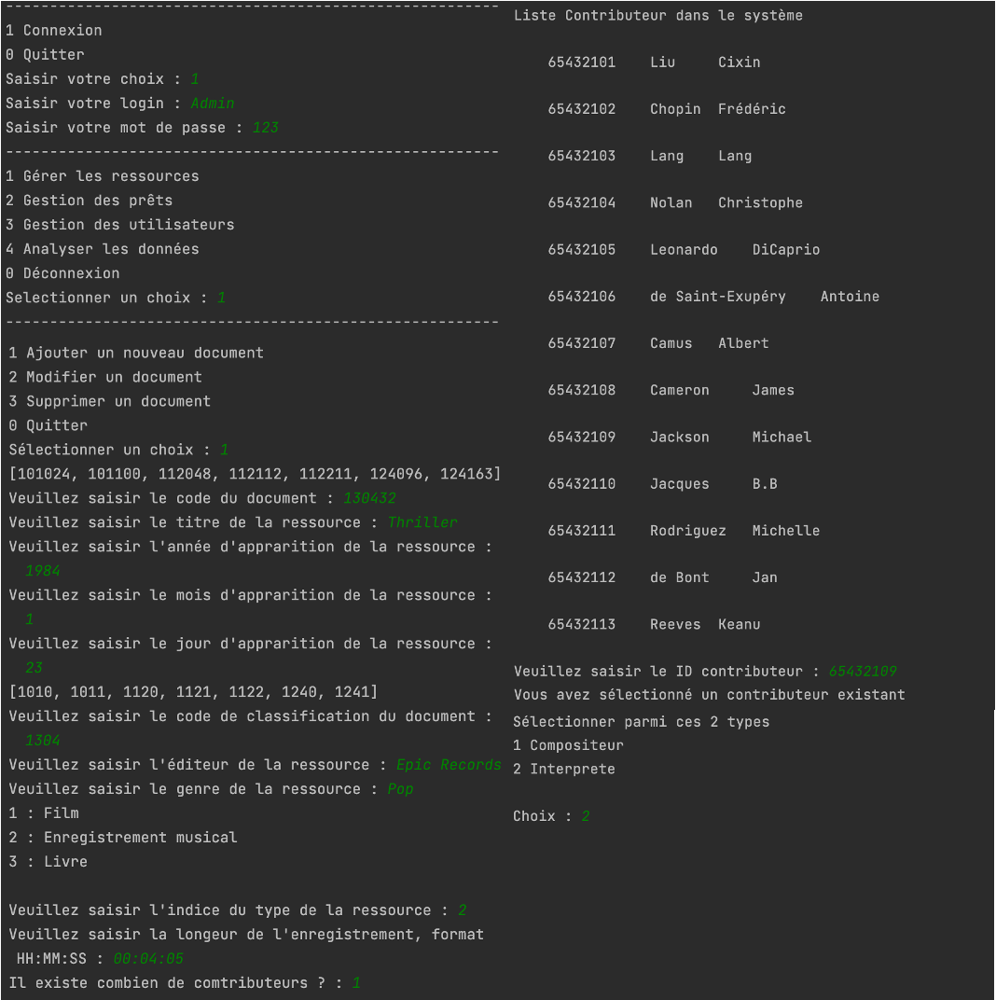 ------------------------------------------------------
1 Connexion
0 Quitter
Saisir votre choix : 1
Saisir votre login : Admin
Saisir votre mot de passe : 123
------------------------------------------------------
1 Gérer les ressources
2 Gestion des prêts
3 Gestion des utilisateurs
4 Analyser les données
0 Déconnexion
Selectionner un choix : 1
------------------------------------------------------
1 Ajouter un nouveau document
2 Modifier un document
3 Supprimer un document
0 Quitter
Sélectionner un choix : 1
[101024, 101100, 112048, 112112, 112211, 124096, 124163]
Veuillez saisir le code du document : 130432
Veuillez saisir le titre de la ressource : Thriller
Veuillez saisir l'année d'apprarition de la ressource :
1984
Veuillez saisir le mois d'apprarition de la ressource :
1
Veuillez saisir le jour d'apprarition de la ressource :
23
[1010, 1011, 1120, 1121, 1122, 1240, 1241]
Veuillez saisir le code de classification du document :
1304
Veuillez saisir l'éditeur de la ressource : Epic Records
Veuillez saisir le genre de la ressource : Pop
1 : Film
2 : Enregistrement musical
3 : Livre
Veuillez saisir l'indice du type de la ressource : 2
Veuillez saisir la longeur de l'enregistrement, format
HH:MM:SS : 00:04:05
Il existe combien de comtributeurs ? : 1
Liste Contributeur dans le système
65432101 Liu Cixin
65432102 Chopin Frédéric
65432103 Lang Lang
65432104 Nolan Christophe
65432105 Leonardo DiCaprio
65432106 de Saint-Exupéry Antoine
65432107 Camus Albert
65432108 Cameron James
65432109 Jackson Michael
65432110 Jacques B.B
65432111 Rodriguez Michelle
65432112 de Bont Jan
65432113 Reeves Keanu
Veuillez saisir le ID contributeur : 65432109
Vous avez sélectionné un contributeur existant
Sélectionner parmi ces 2 types
1 Compositeur
2 Interprete
Choix : 2